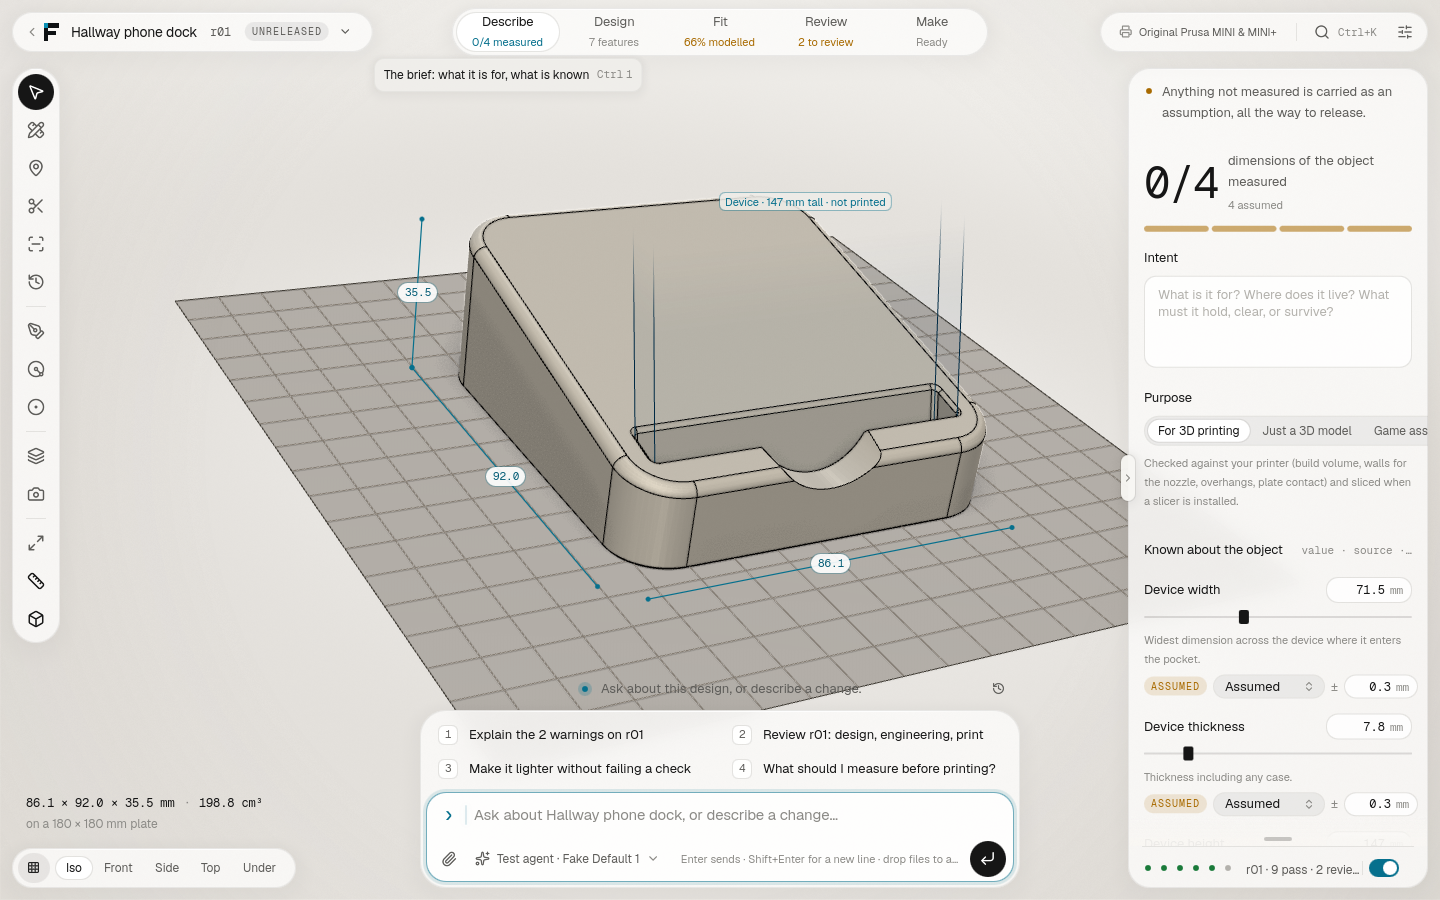 Hallway phone dock r01 UNRELEASED
Describe
0/4 measured
Design
7 features
Fit
66% modelled
Review
2 to review
Make
Ready
Original Prusa MINI & MINI+
Ctrl+K
The brief: what it is for, what is known Ctrl 1
Device · 147 mm tall · not printed
35.5
92.0
86.1
Anything not measured is carried as an
assumption, all the way to release.
0/4
dimensions of the object
measured
4 assumed
Intent
What is it for? Where does it live? What
must it hold, clear, or survive?
Purpose
For 3D printing Just a 3D model Game ass
Checked against your printer (build volume, walls for
the nozzle, overhangs, plate contact) and sliced when
a slicer is installed.
Known about the object value · source ·…
Device width 71.5 mm
Widest dimension across the device where it enters
the pocket.
ASSUMED Assumed ± 0.3 mm
Device thickness 7.8 mm
Thickness including any case.
ASSUMED Assumed ± 0.3 mm
Device height 147 mm
r01 · 9 pass · 2 revie…
Ask about this design, or describe a change.
1 Explain the 2 warnings on r01
2 Review r01: design, engineering, print
3 Make it lighter without failing a check
4 What should I measure before printing?
Ask about Hallway phone dock, or describe a change…
Test agent · Fake Default 1
Enter sends · Shift+Enter for a new line · drop files to a…
86.1 × 92.0 × 35.5 mm · 198.8 cm³
on a 180 × 180 mm plate
Iso Front Side Top Under